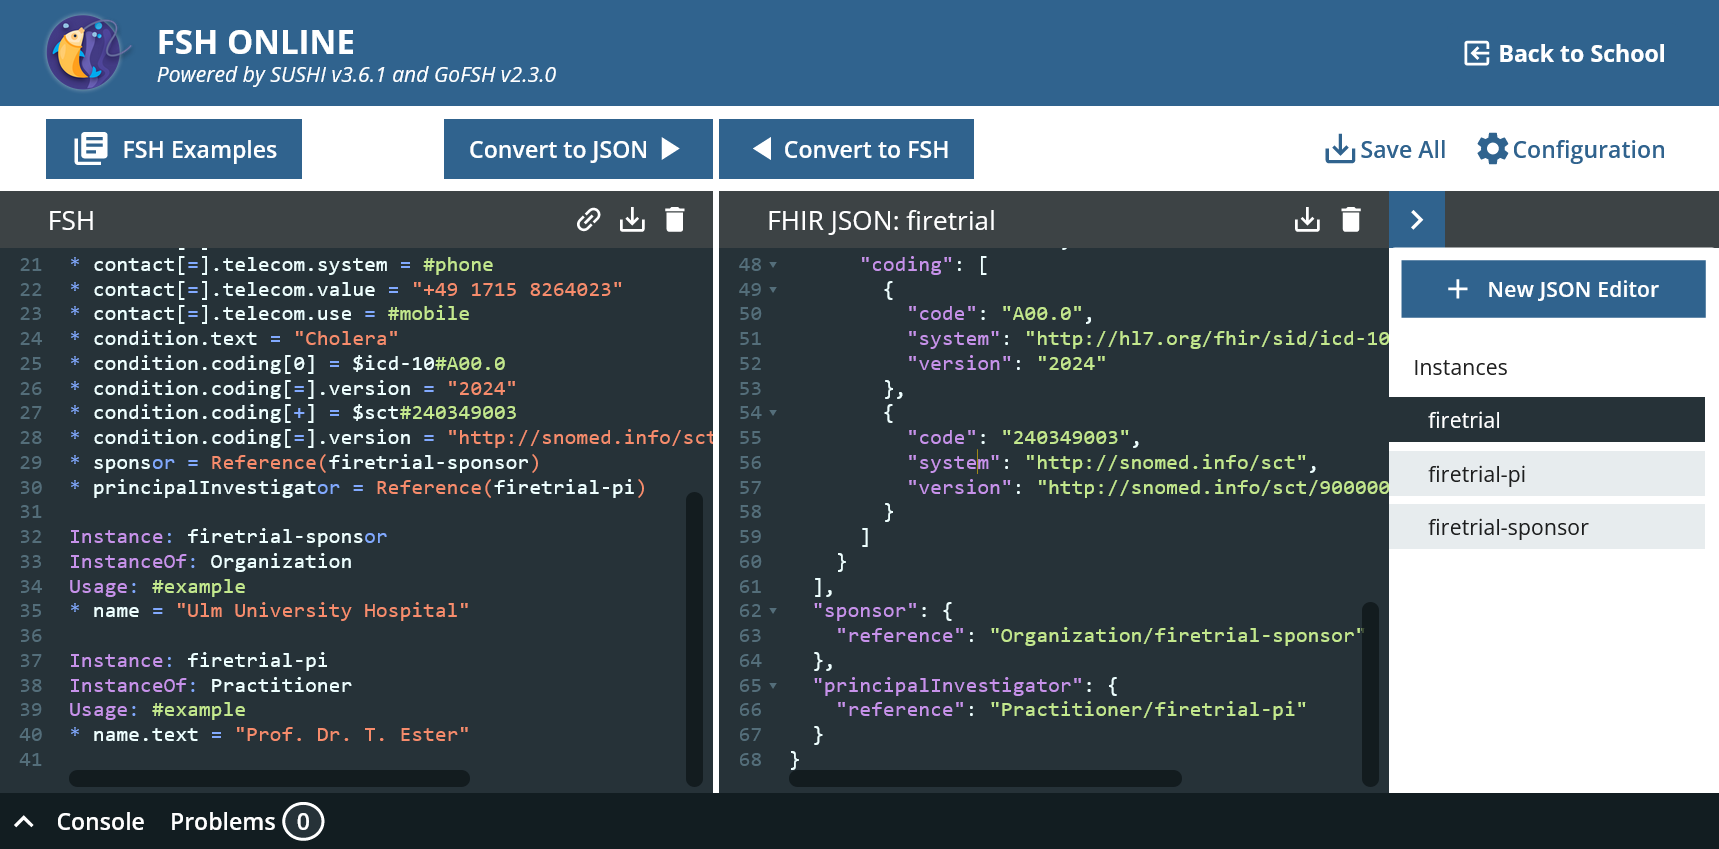 FSH ONLINE
Powered by SUSHI v3.6.1 and GoFSH v2.3.0
Back to School
FSH Examples
Convert to JSON
Convert to FSH
Save All
Configuration
FSH
21 * contact[=].telecom.system = #phone
22 * contact[=].telecom.value = "+49 1715 8264023"
23 * contact[=].telecom.use = #mobile
24 * condition.text = "Cholera"
25 * condition.coding[0] = $icd-10#A00.0
26 * condition.coding[=].version = "2024"
27 * condition.coding[+] = $sct#240349003
28 * condition.coding[=].version = "http://snomed.info/sct
29 * sponsor = Reference(firetrial-sponsor)
30 * principalInvestigator = Reference(firetrial-pi)
31
32 Instance: firetrial-sponsor
33 InstanceOf: Organization
34 Usage: #example
35 * name = "Ulm University Hospital"
36
37 Instance: firetrial-pi
38 InstanceOf: Practitioner
39 Usage: #example
40 * name.text = "Prof. Dr. T. Ester"
41
FHIR JSON: firetrial
48 "coding": [
49 {
50 "code": "A00.0",
51 "system": "http://hl7.org/fhir/sid/icd-10
52 "version": "2024"
53 },
54 {
55 "code": "240349003",
56 "system": "http://snomed.info/sct",
57 "version": "http://snomed.info/sct/900000
58 }
59 ]
60 }
61 ],
62 "sponsor": {
63 "reference": "Organization/firetrial-sponsor"
64 },
65 "principalInvestigator": {
66 "reference": "Practitioner/firetrial-pi"
67 }
68 }
New JSON Editor
Instances
firetrial
firetrial-pi
firetrial-sponsor
Console
Problems 0